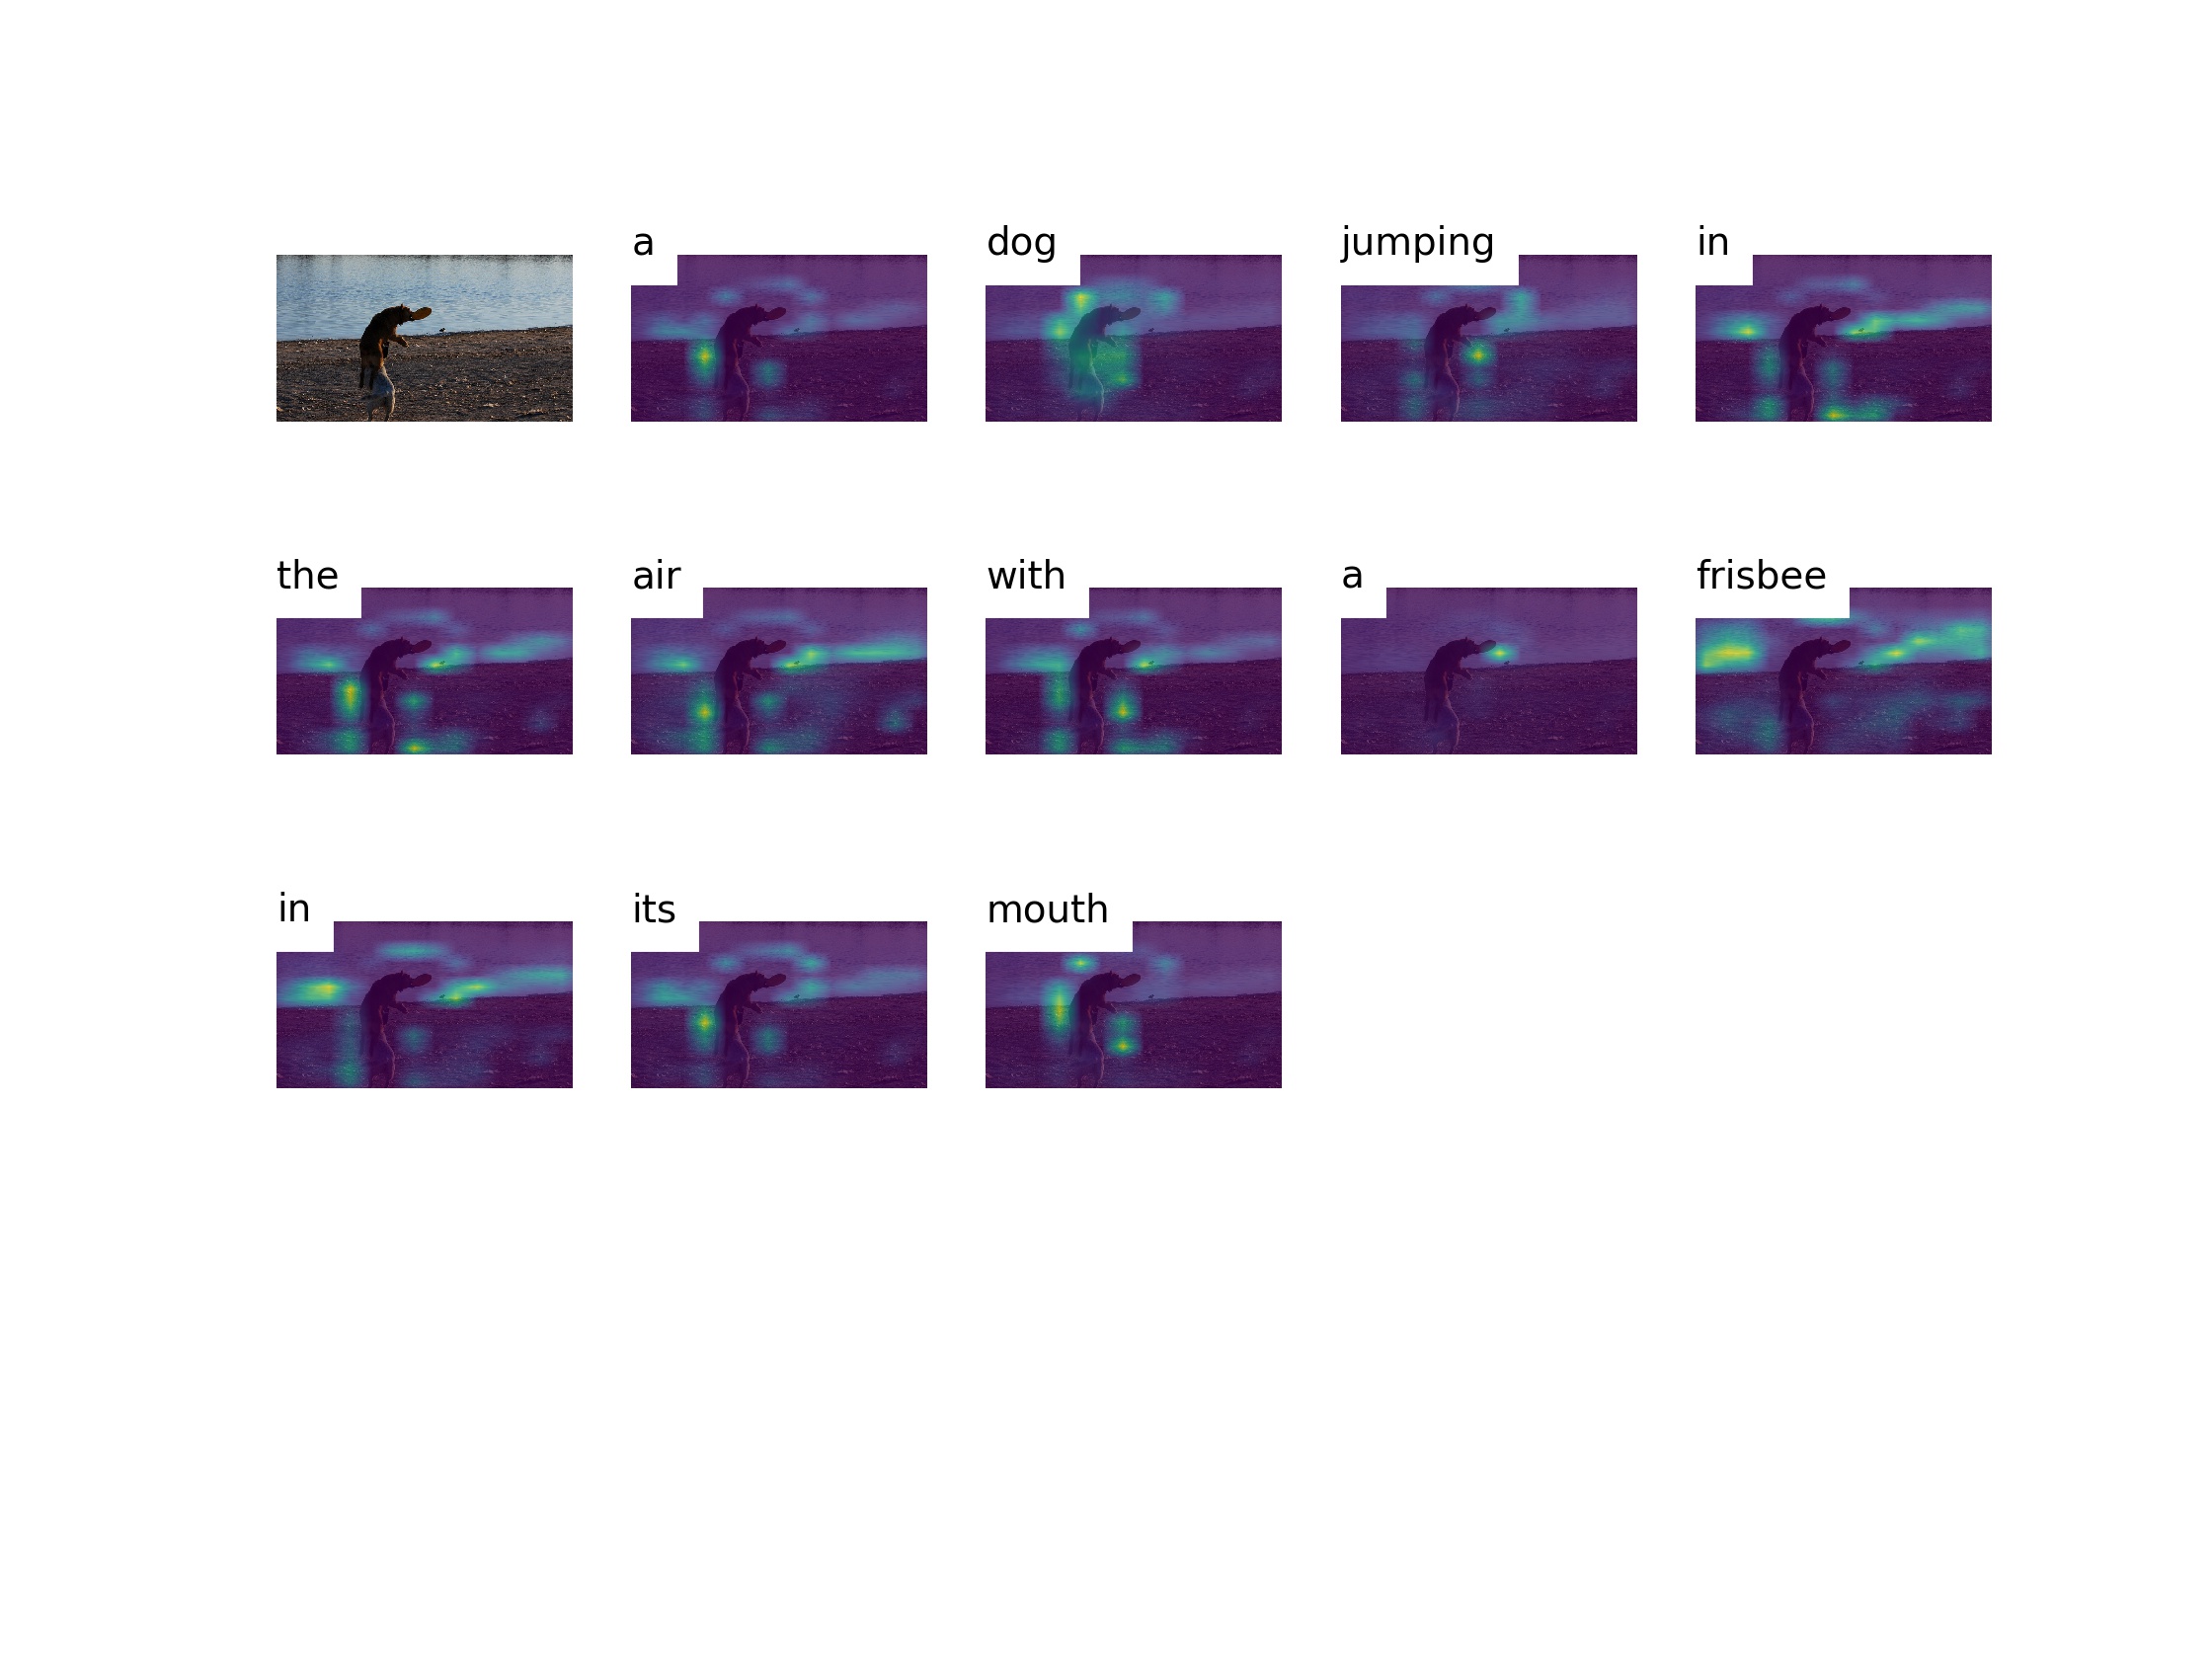 a dog jumping in
the air with a frisbee
in its mouth